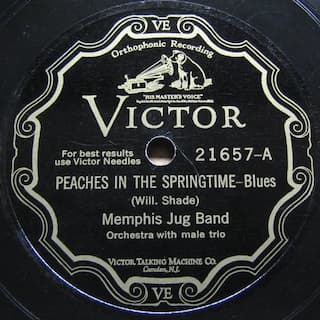 VE
Orthophonic Recording
"HIS MASTER'S VOICE"
VICTOR
For best results
use Victor Needles
21657-A
PEACHES IN THE SPRINGTIME-Blues
(Will. Shade)
Memphis Jug Band
Orchestra with male trio
VICTOR TALKING MACHINE CO.
Camden, N.J.
VE